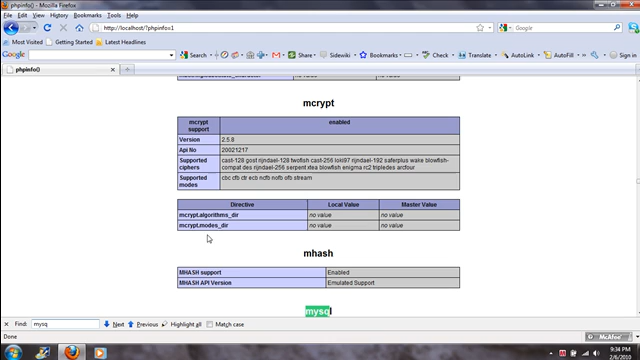 phpinfo() - Mozilla Firefox
File Edit View History Bookmarks Tools Help
http://localhost/?phpinfo=1
Most Visited Getting Started Latest Headlines
Google Search Sidewiki Bookmarks Check Translate AutoLink AutoFill Sign In
phpinfo()
no value no value
mcrypt
mcrypt support enabled
Version 2.5.8
Api No 20021217
Supported ciphers cast-128 gost rijndael-128 twofish cast-256 loki97 rijndael-192 saferplus wake blowfish-compat des rijndael-256 serpent xtea blowfish enigma rc2 tripledes arcfour
Supported modes cbc cfb ctr ecb ncfb nofb ofb stream
Directive Local Value Master Value
mcrypt.algorithms_dir no value no value
mcrypt.modes_dir no value no value
mhash
MHASH support Enabled
MHASH API Version Emulated Support
mysql
Find: mysq Next Previous Highlight all Match case
Done McAfee
9:34 PM
2/6/2010